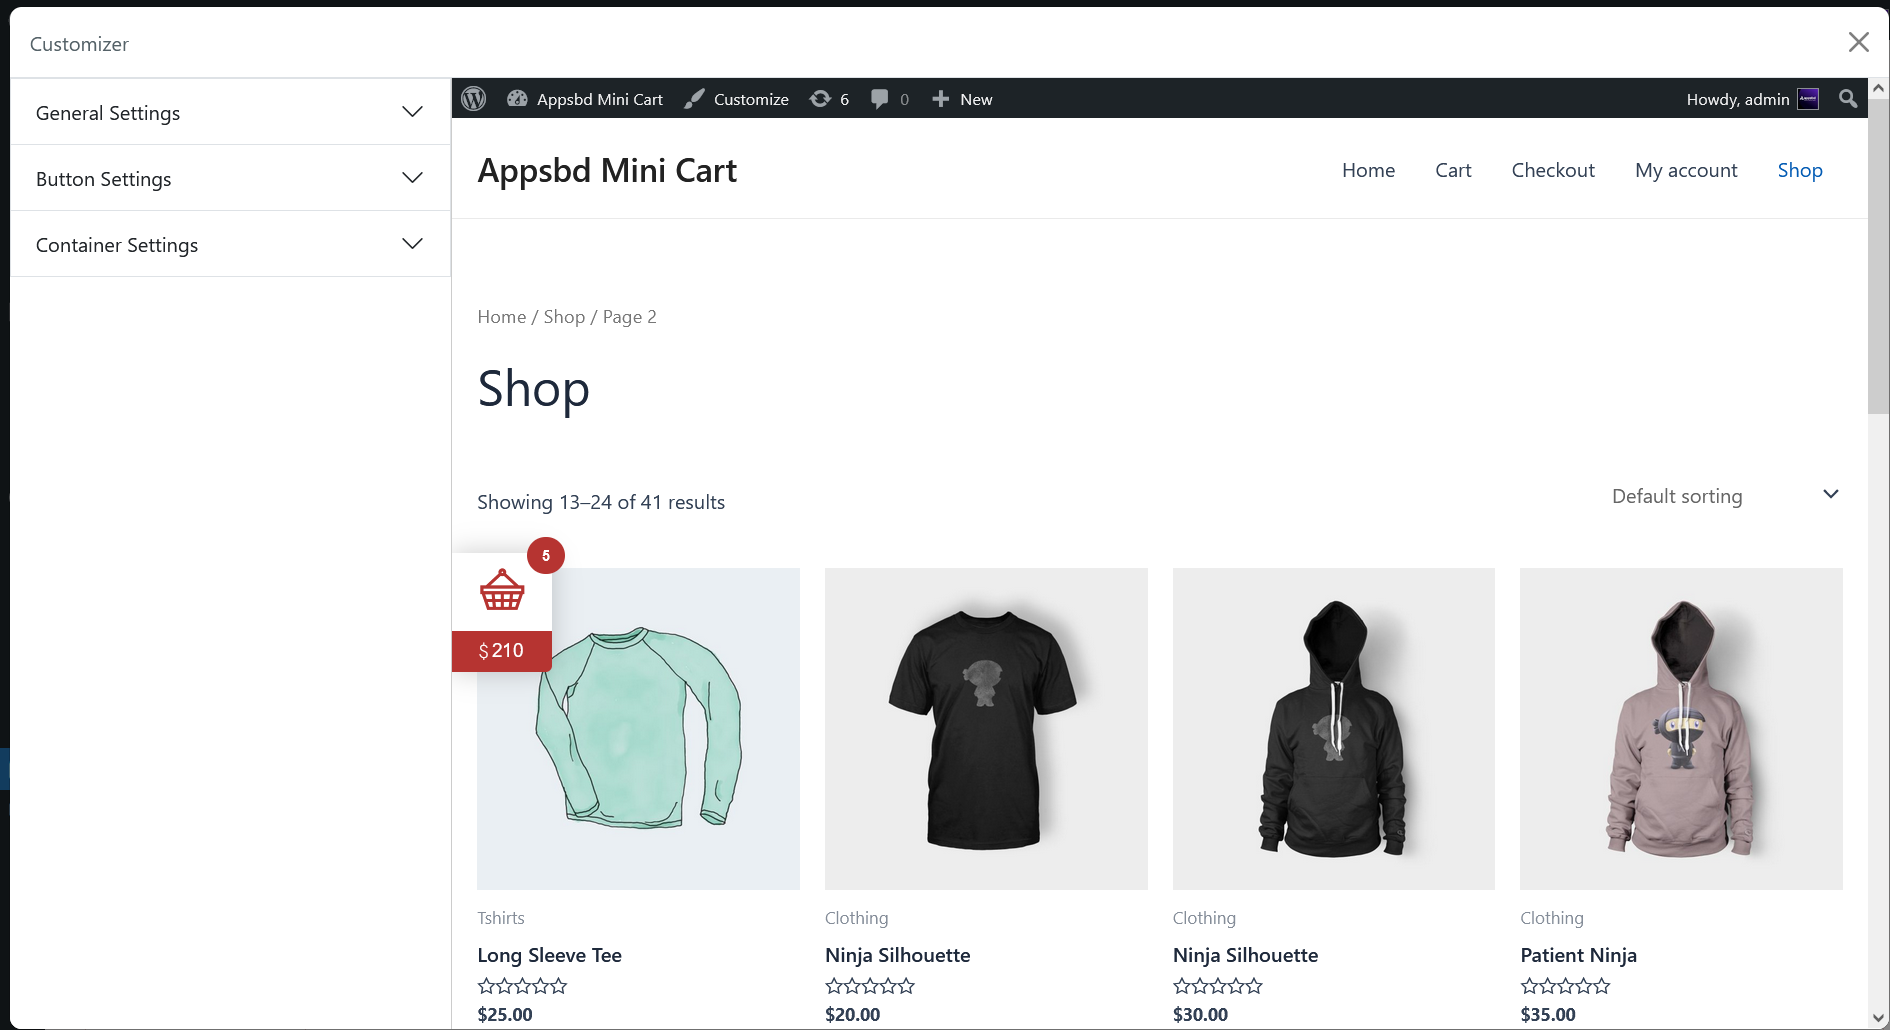 Customizer
General Settings
Button Settings
Container Settings
Appsbd Mini Cart Customize 6 0 New Howdy, admin
Appsbd Mini Cart Home Cart Checkout My account Shop
Home / Shop / Page 2
Shop
Showing 13–24 of 41 results Default sorting
5
$ 210
Tshirts Clothing Clothing Clothing
Long Sleeve Tee Ninja Silhouette Ninja Silhouette Patient Ninja
$25.00 $20.00 $30.00 $35.00